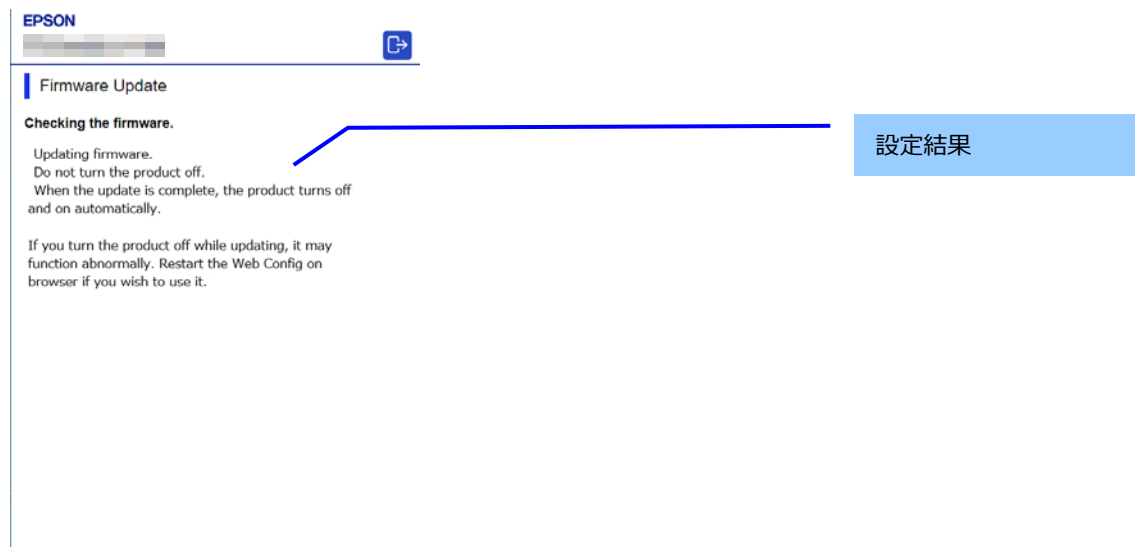 EPSON
Firmware Update
Checking the firmware.
Updating firmware.
Do not turn the product off.
When the update is complete, the product turns off
and on automatically.
If you turn the product off while updating, it may
function abnormally. Restart the Web Config on
browser if you wish to use it.
設定結果